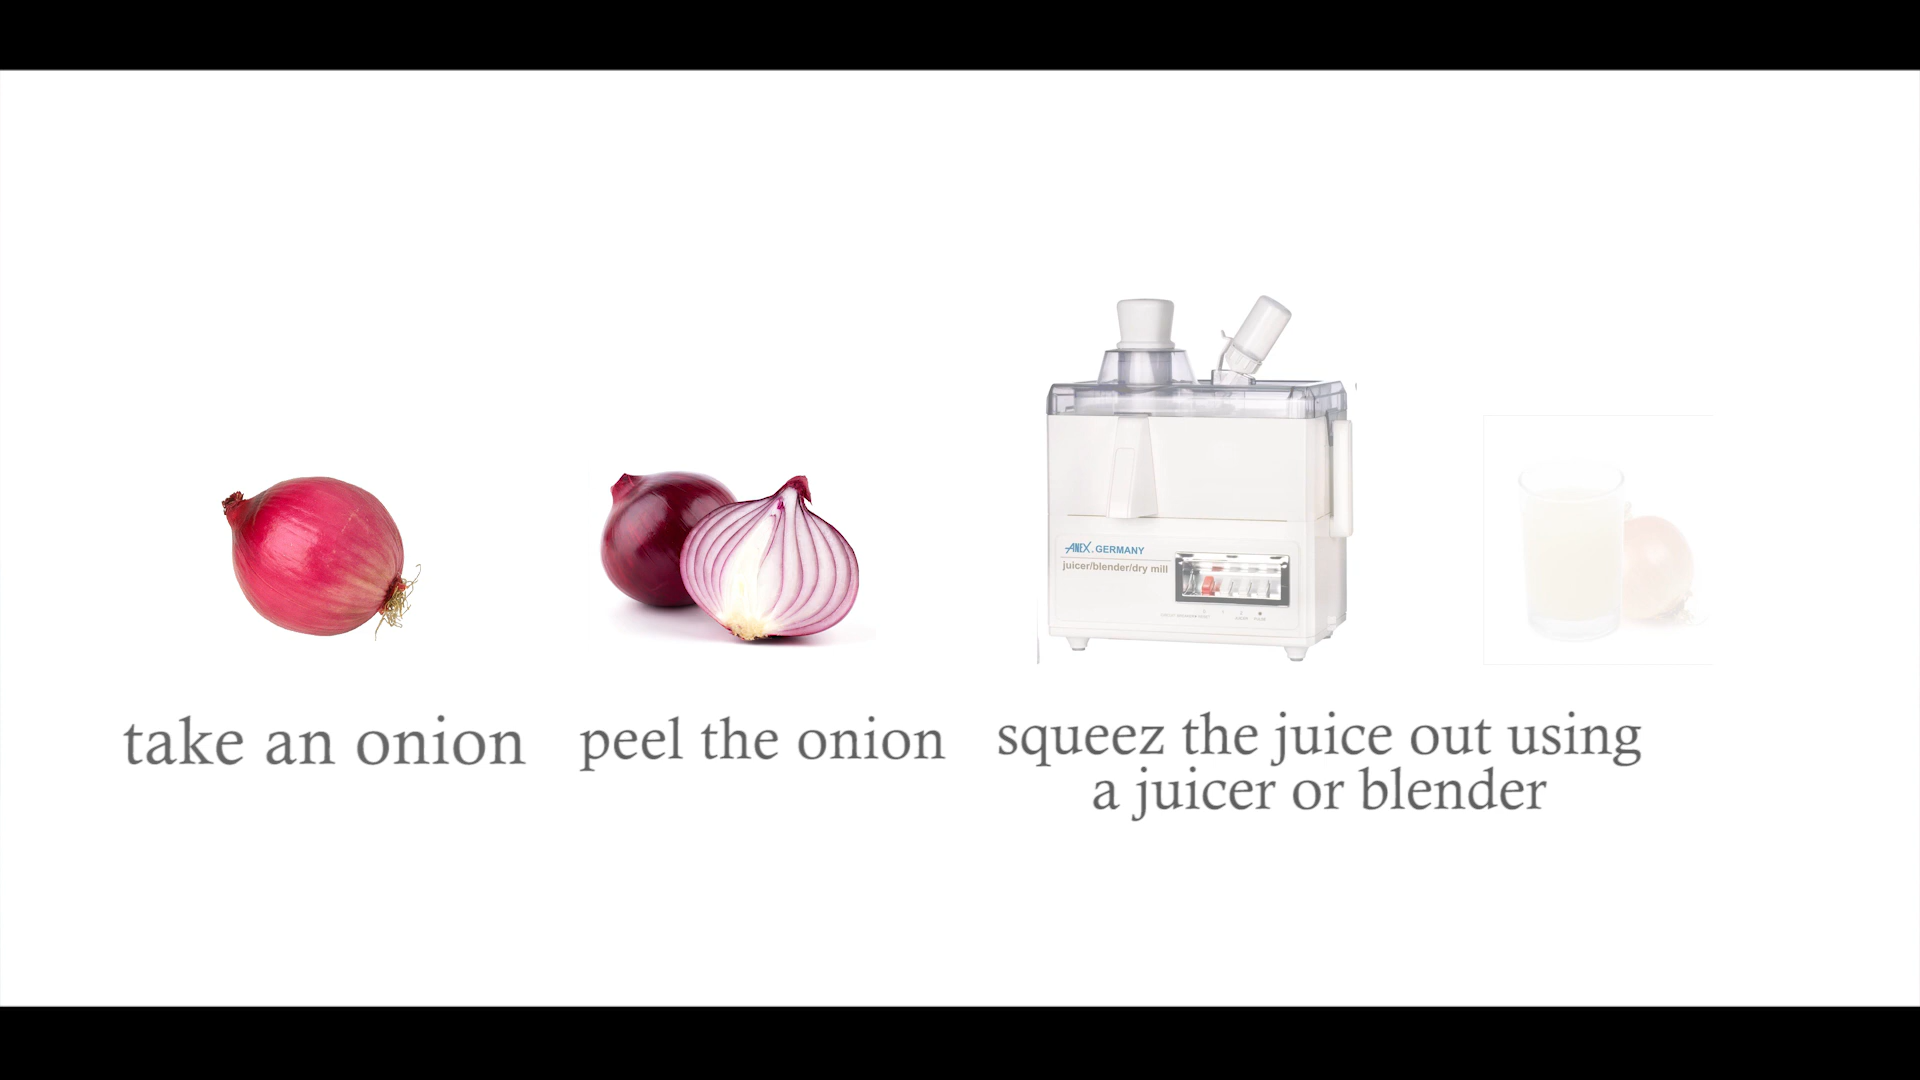 ANEX. GERMANY
juicer/blender/dry mill
take an onion
peel the onion
squeez the juice out using
a juicer or blender